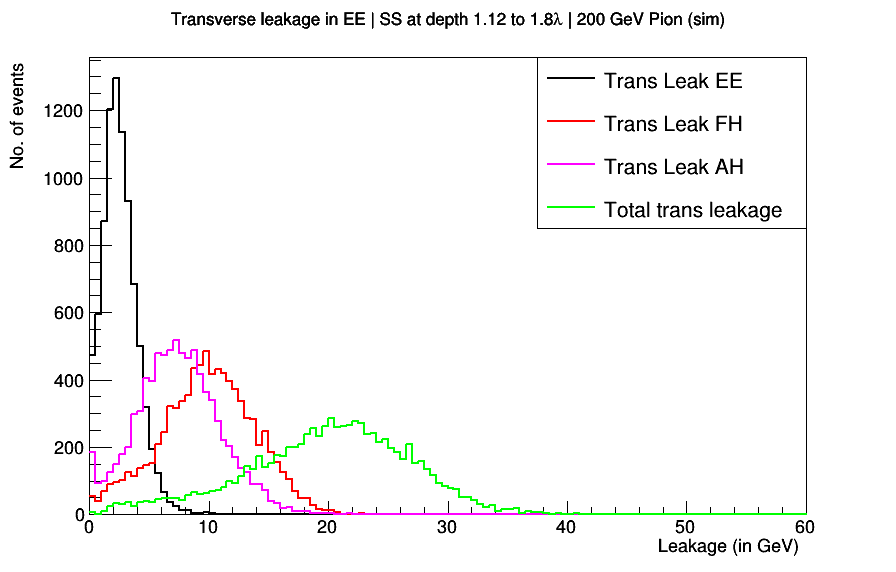 Transverse leakage in EE | SS at depth 1.12 to 1.8λ | 200 GeV Pion (sim)
No. of events
Trans Leak EE
Trans Leak FH
Trans Leak AH
Total trans leakage
1200
1000
800
600
400
200
0
0 10 20 30 40 50 60
Leakage (in GeV)